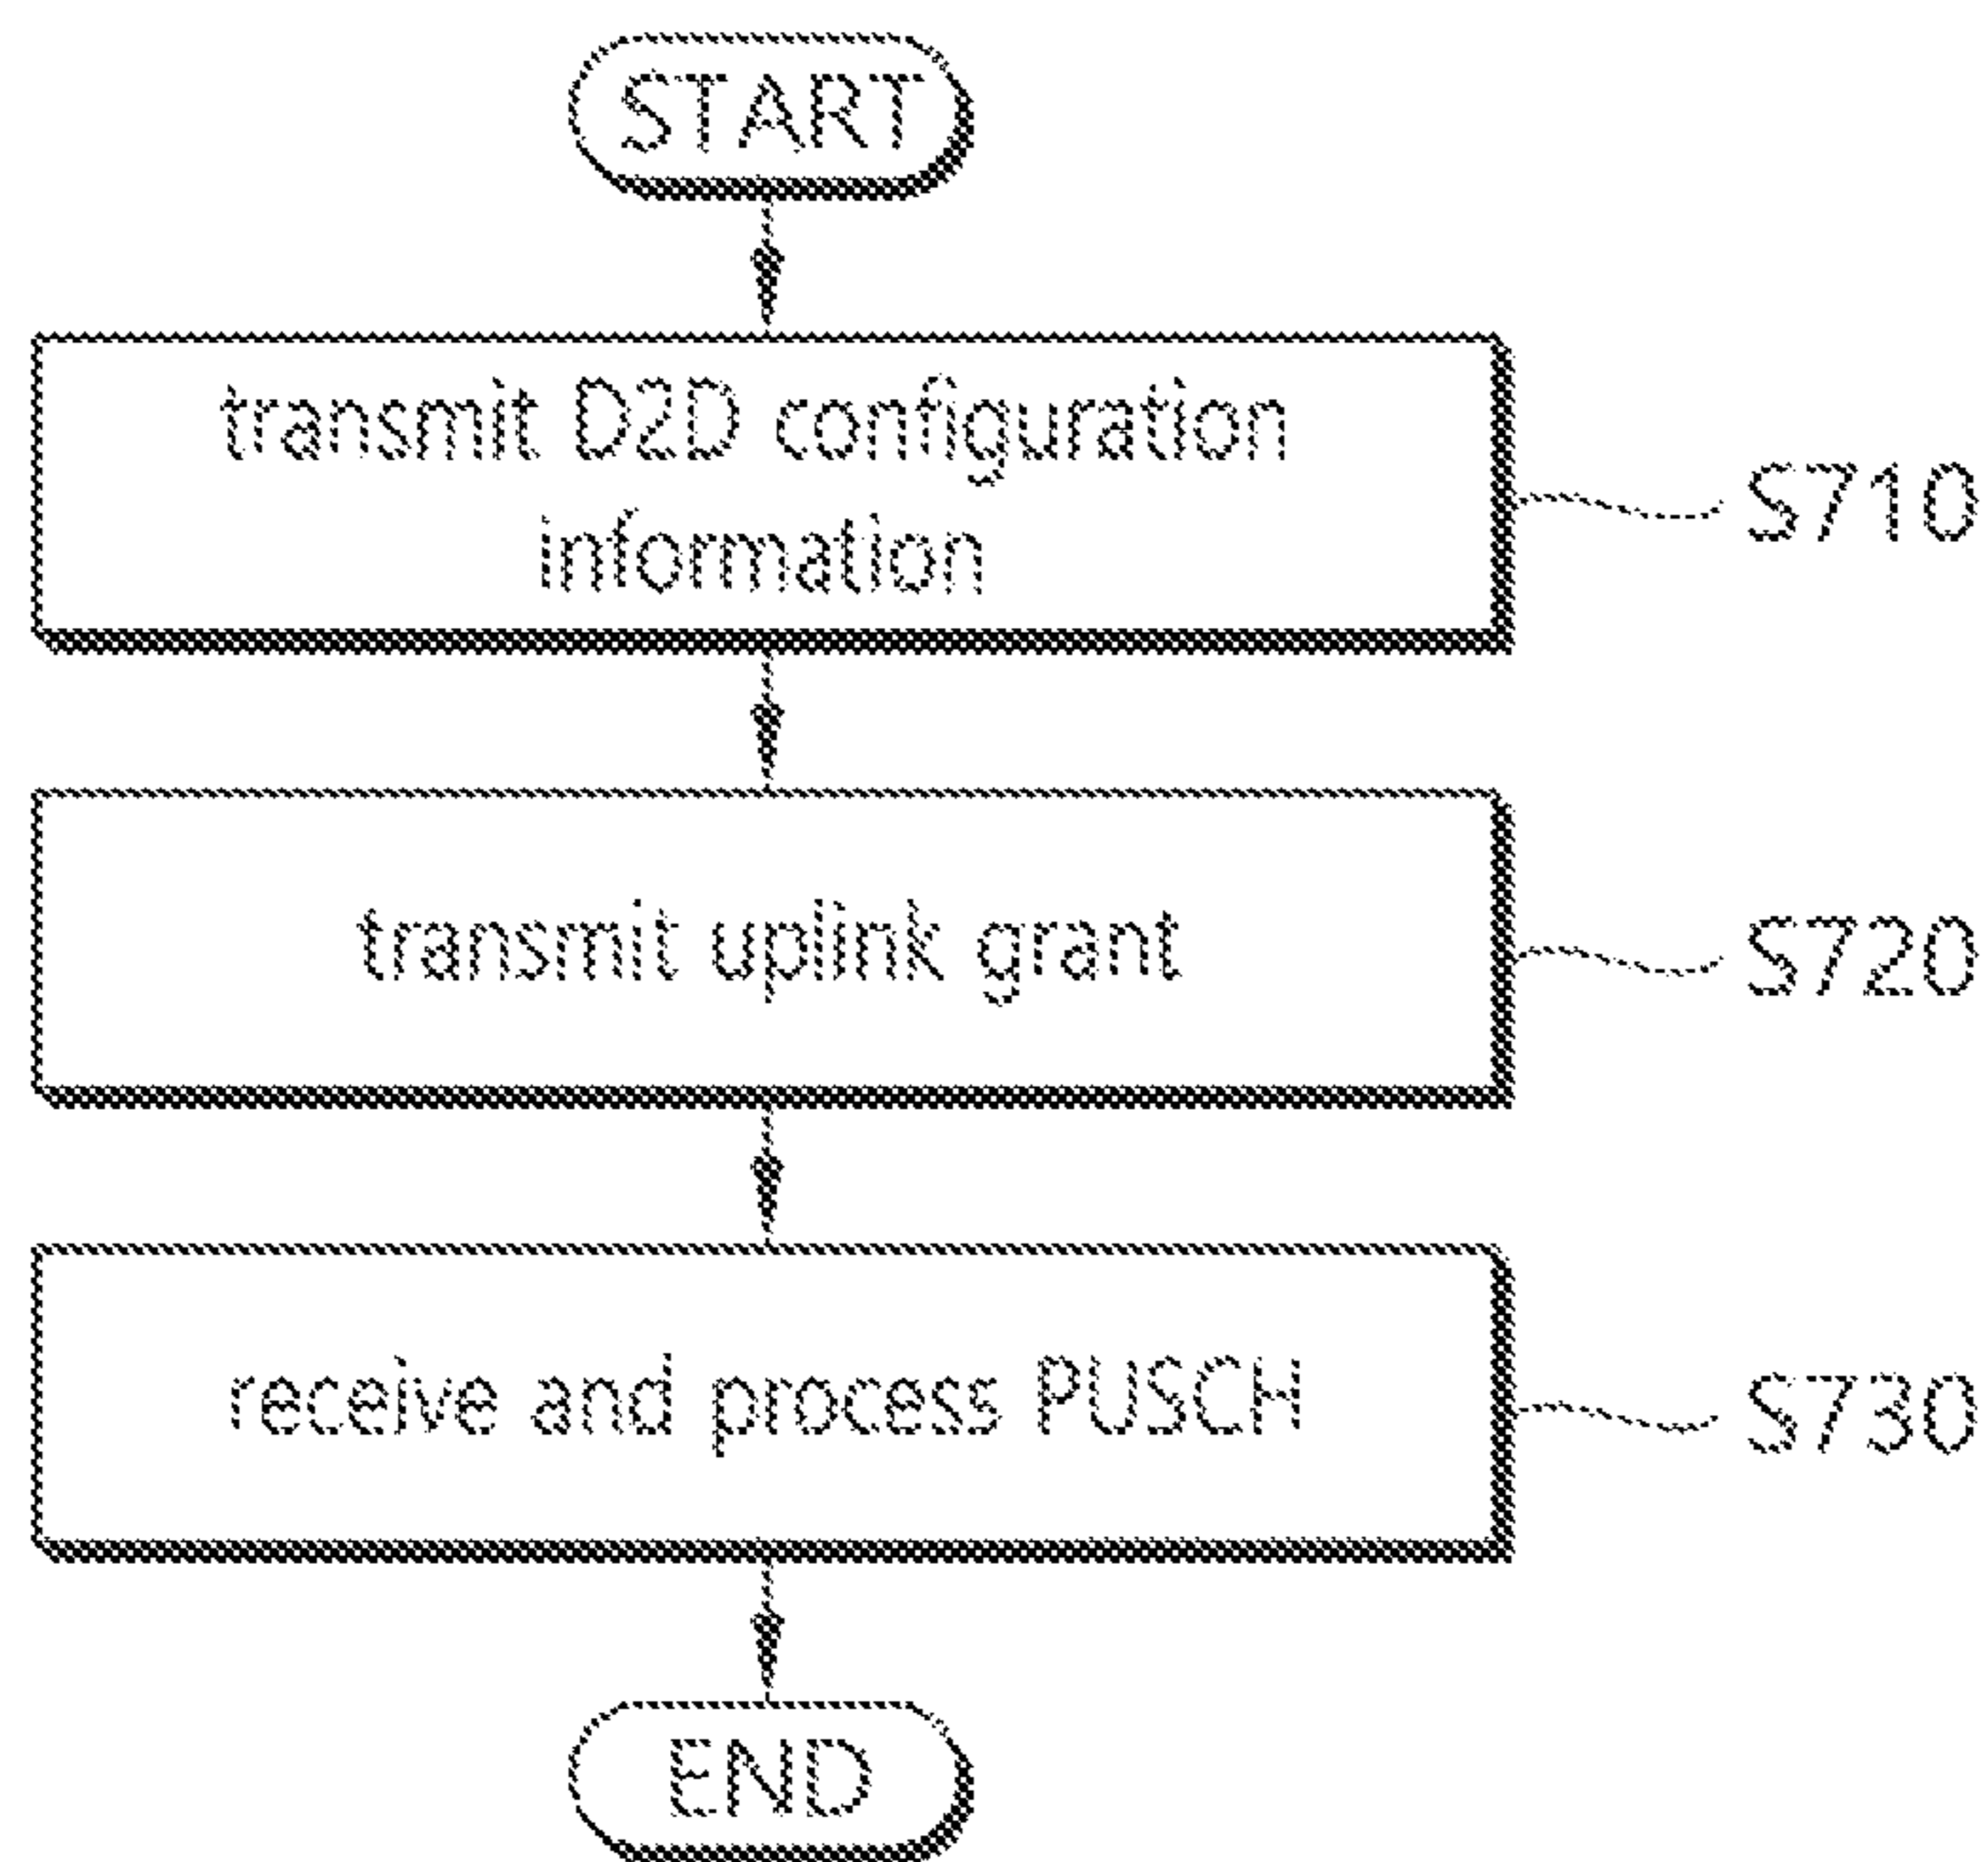 START
transmit D2D configuration
information
S710
transmit uplink grant
S720
receive and process PUSCH
S730
END